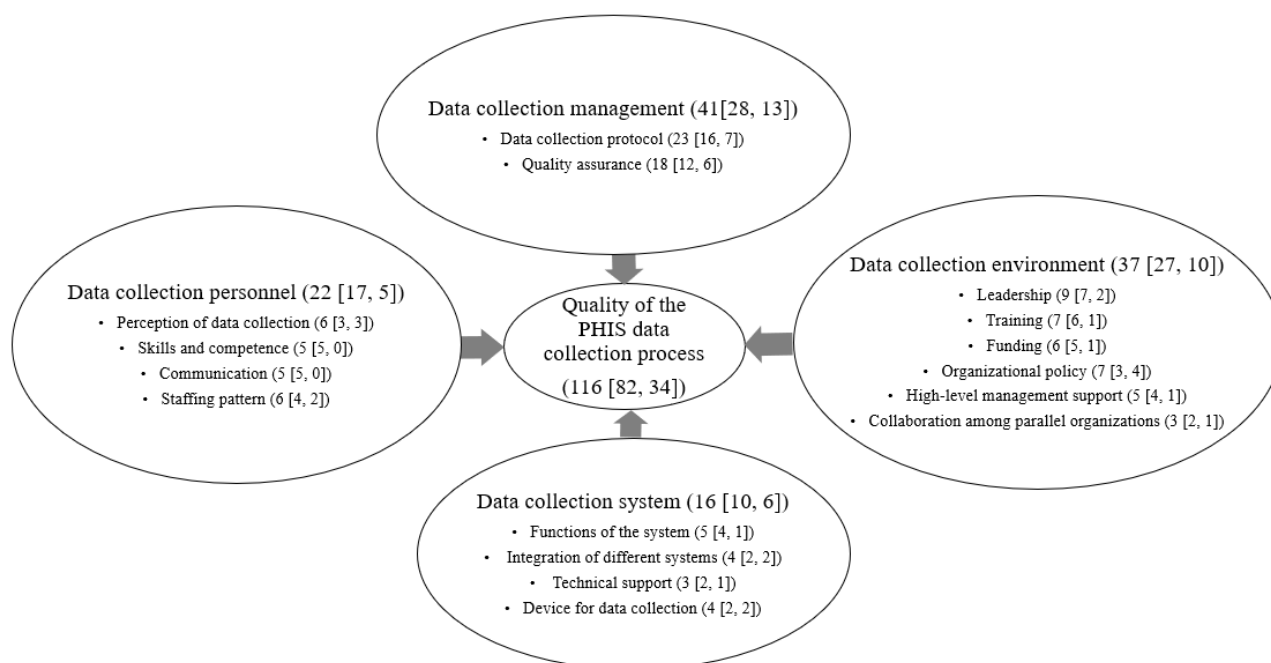 Data collection management (41[28, 13])
• Data collection protocol (23 [16, 7])
• Quality assurance (18 [12, 6])
Data collection personnel (22 [17, 5])
• Perception of data collection (6 [3, 3])
• Skills and competence (5 [5, 0])
• Communication (5 [5, 0])
• Staffing pattern (6 [4, 2])
Quality of the
PHIS data
collection process
(116 [82, 34])
Data collection environment (37 [27, 10])
• Leadership (9 [7, 2])
• Training (7 [6, 1])
• Funding (6 [5, 1])
• Organizational policy (7 [3, 4])
• High-level management support (5 [4, 1])
• Collaboration among parallel organizations (3 [2, 1])
Data collection system (16 [10, 6])
• Functions of the system (5 [4, 1])
• Integration of different systems (4 [2, 2])
• Technical support (3 [2, 1])
• Device for data collection (4 [2, 2])